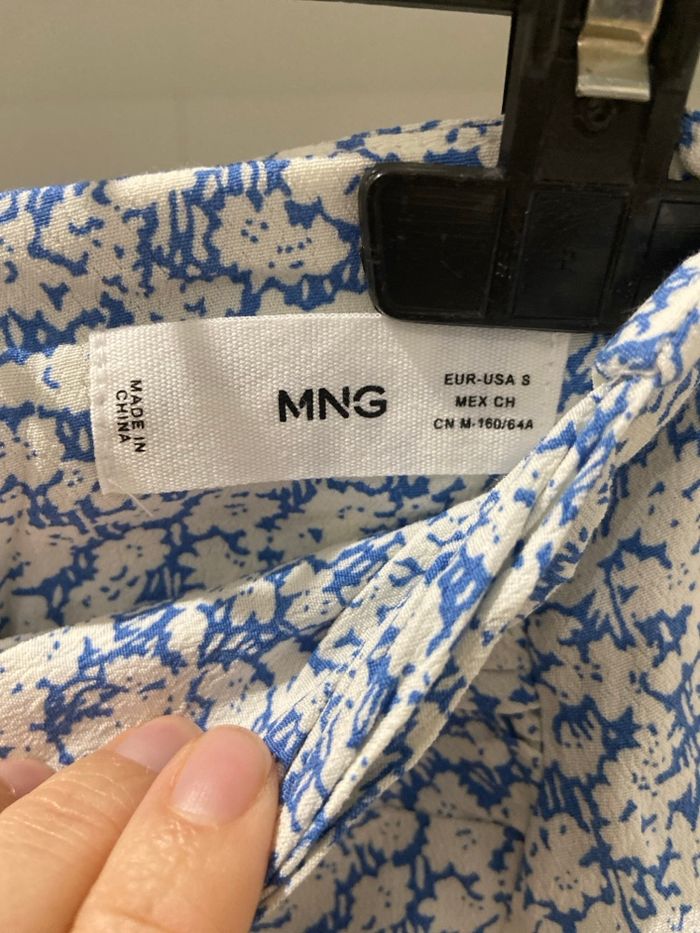 MADE IN
CHINA
MNG
EUR-USA S
MEX CH
CN M-160/64A